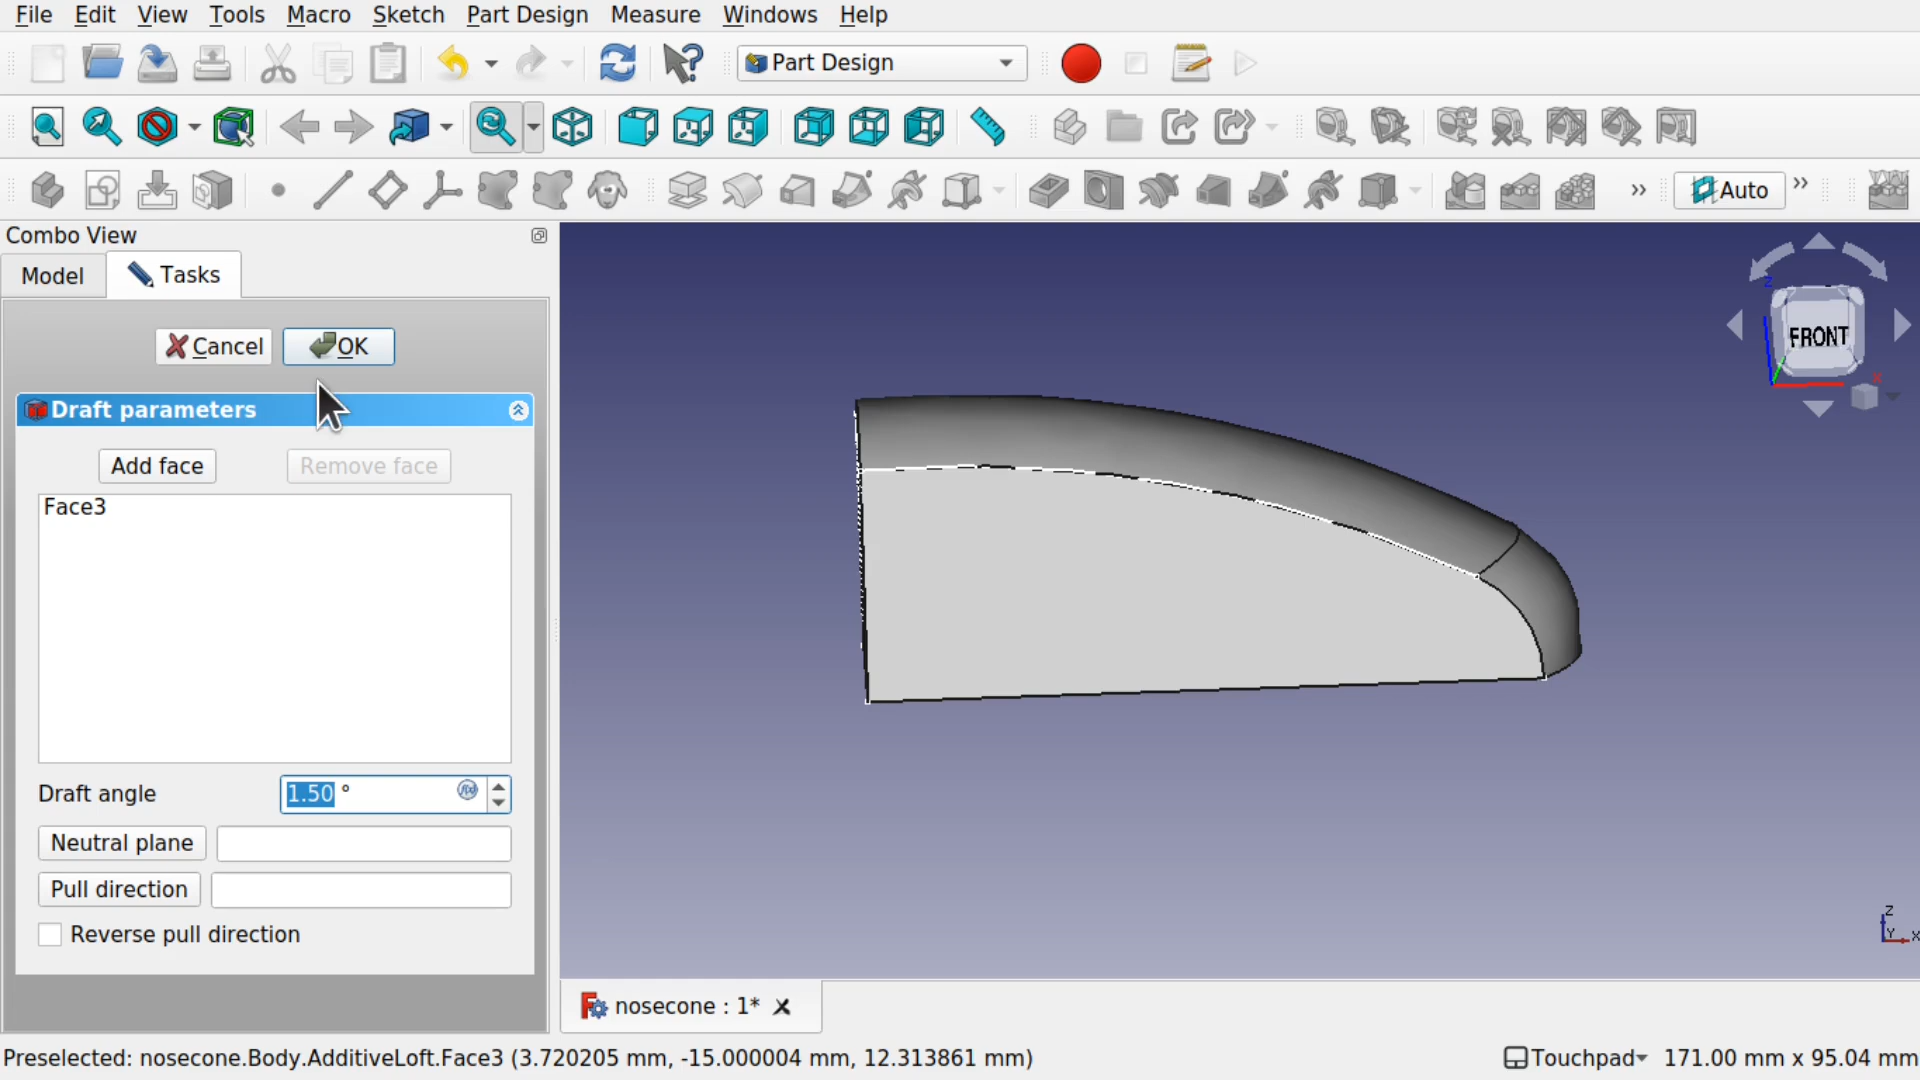 File Edit View Tools Macro Sketch Part Design Measure Windows Help
Part Design
Auto
Combo View
Model Tasks
Cancel OK
Draft parameters
Add face Remove face
Face3
Draft angle 1.50 °
Neutral plane
Pull direction
Reverse pull direction
FRONT
Z
X
Z
Y X
nosecone : 1*
Preselected: nosecone.Body.AdditiveLoft.Face3 (3.720205 mm, -15.000004 mm, 12.313861 mm) Touchpad 171.00 mm x 95.04 mm